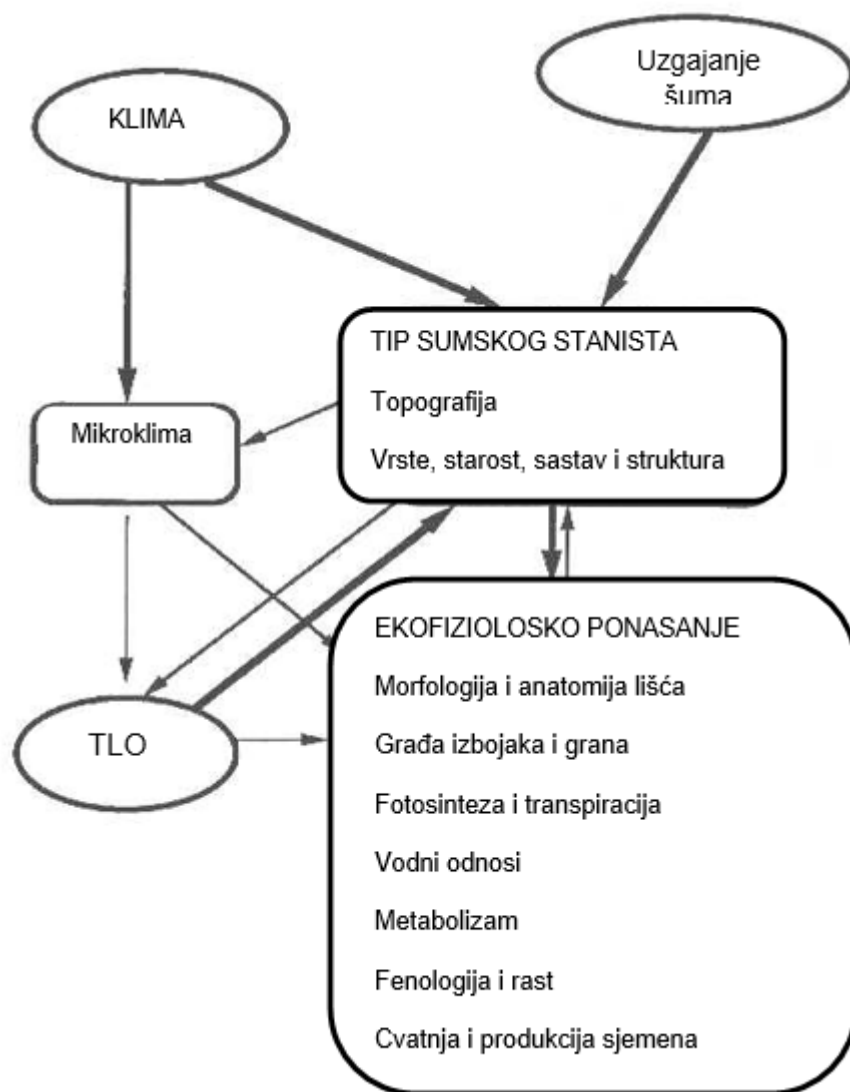 KLIMA
Uzgajanje
šuma
TIP SUMSKOG STANISTA
Topografija
Vrste, starost, sastav i struktura
Mikroklima
EKOFIZIOLOSKO PONASANJE
Morfologija i anatomija lišća
Građa izbojaka i grana
Fotosinteza i transpiracija
Vodni odnosi
Metabolizam
Fenologija i rast
Cvatnja i produkcija sjemena
TLO